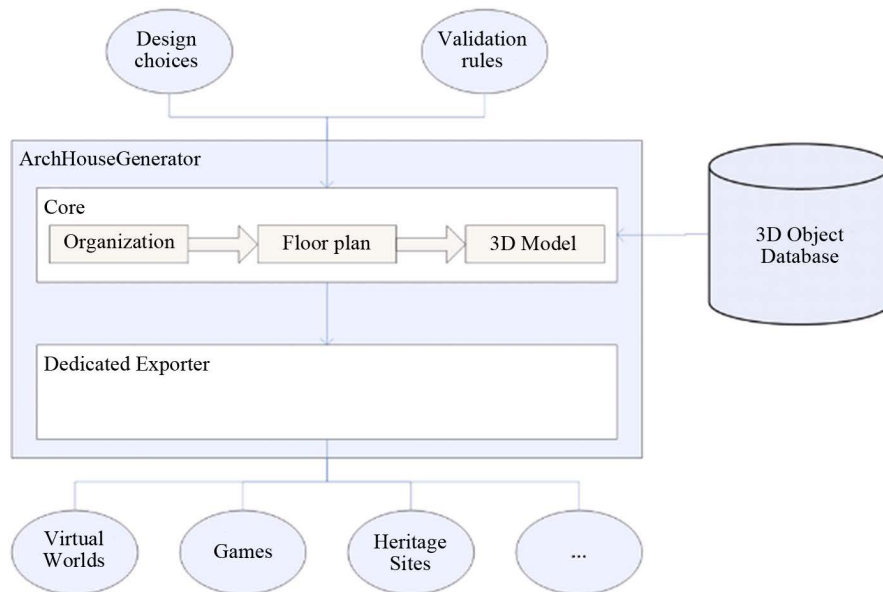 Design
choices
Validation
rules
ArchHouseGenerator
Core
Organization
Floor plan
3D Model
3D Object
Database
Dedicated Exporter
Virtual
Worlds
Games
Heritage
Sites
...